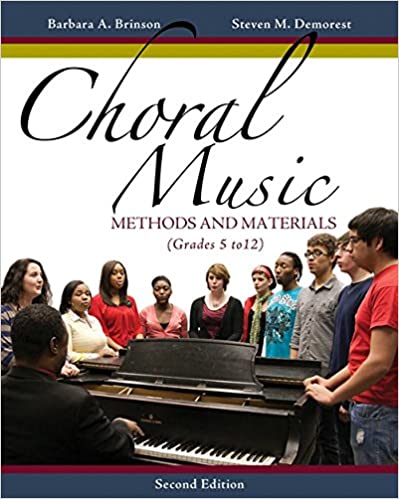 Barbara A. Brinson Steven M. Demorest
Choral
Music
METHODS AND MATERIALS
(Grades 5 to12)
Second Edition